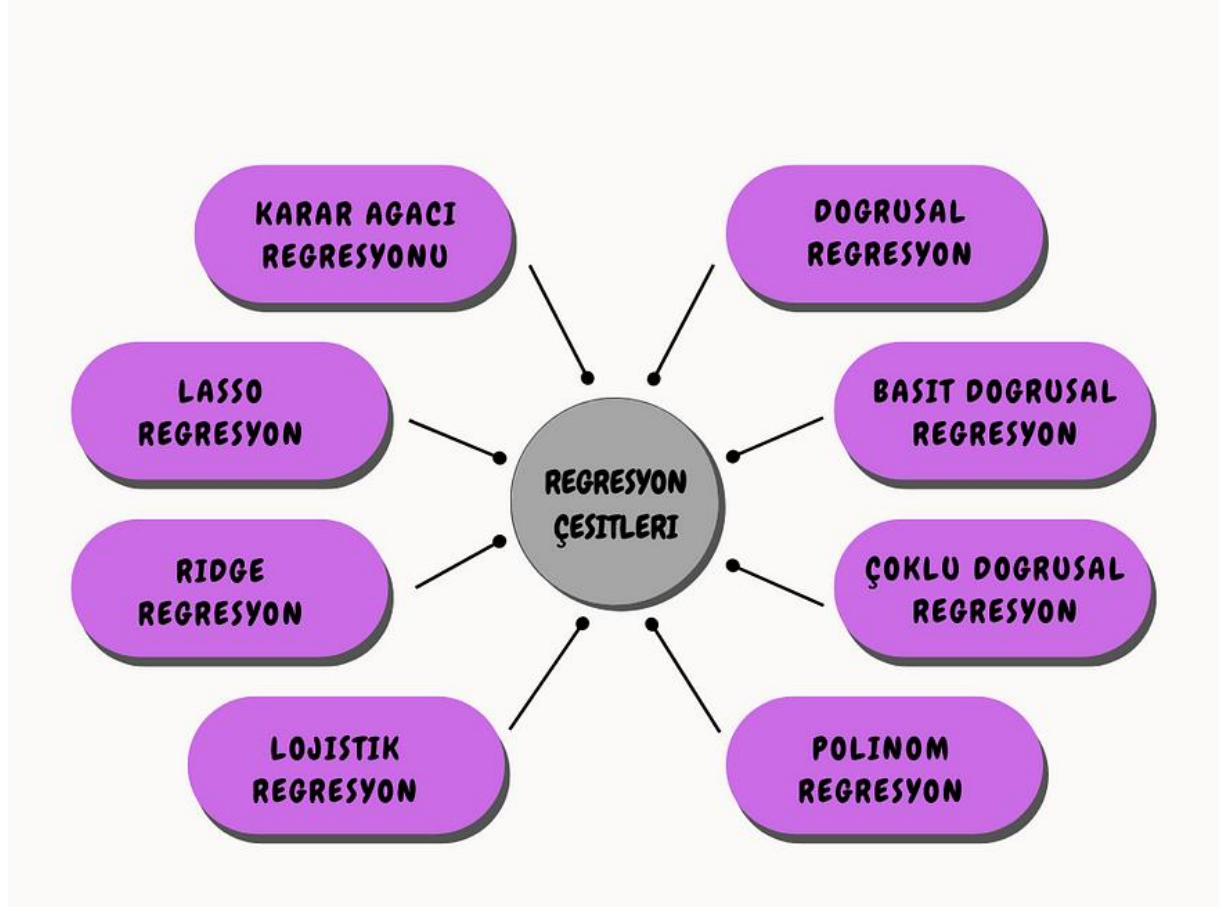 KARAR AGACI
REGRESYONU
DOGRUSAL
REGRESYON
LASSO
REGRESYON
BASIT DOGRUSAL
REGRESYON
REGRESYON
ÇESITLERI
RIDGE
REGRESYON
ÇOKLU DOGRUSAL
REGRESYON
LOJISTIK
REGRESYON
POLINOM
REGRESYON